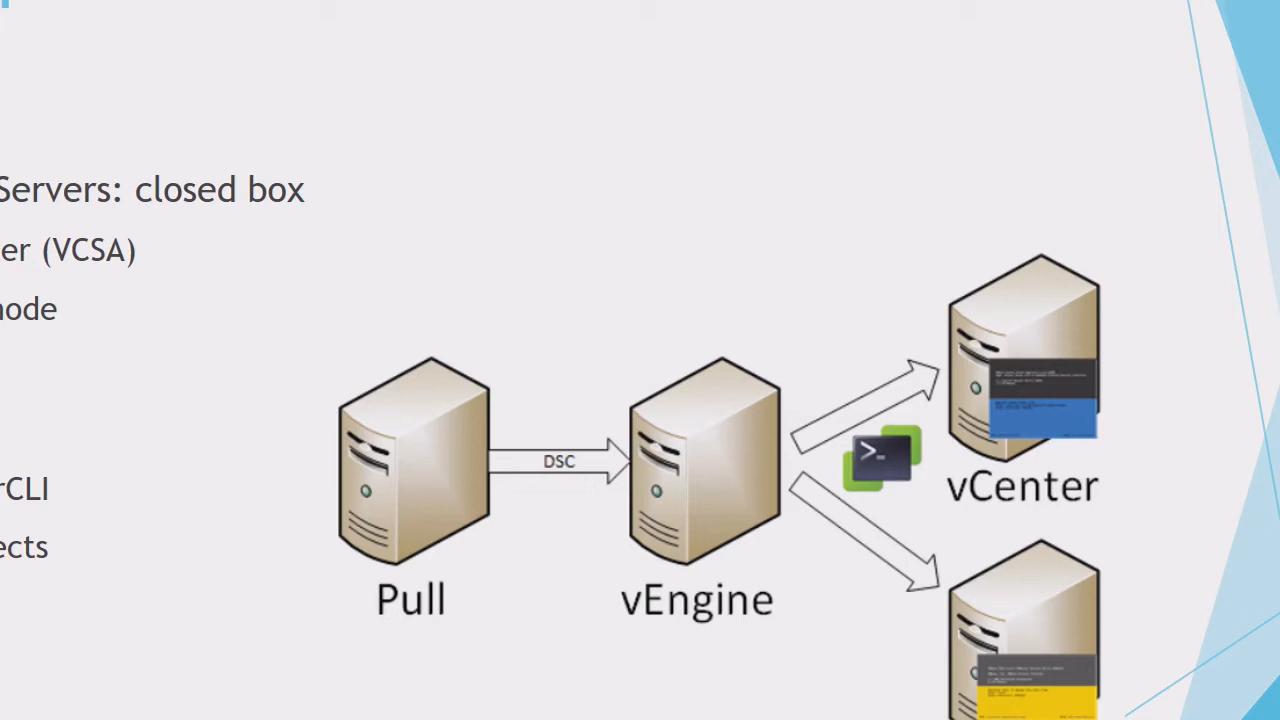 Servers: closed box
er (VCSA)
node
rCLI
ects
DSC
>_
vCenter
Pull
vEngine